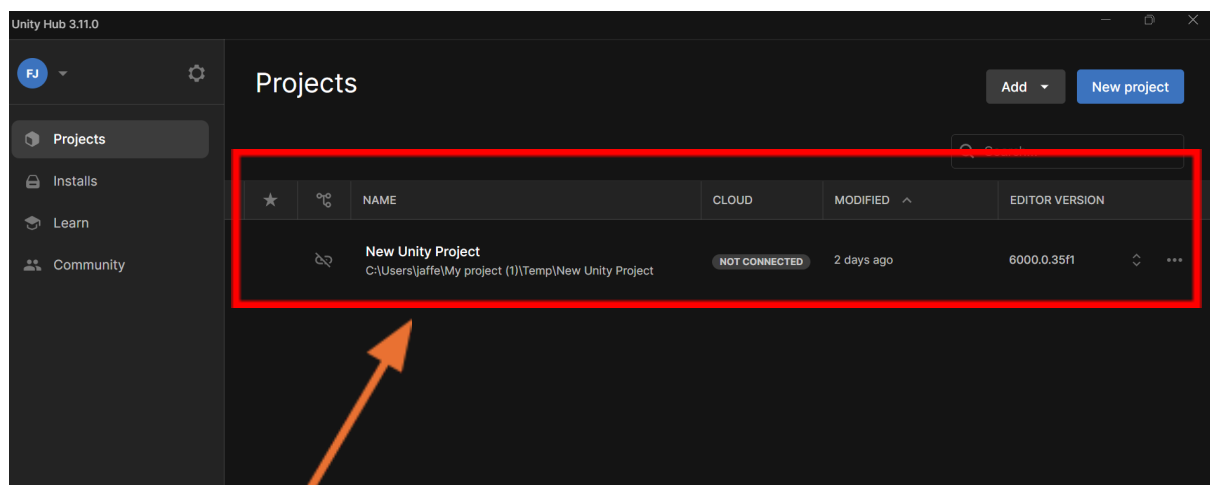 Unity Hub 3.11.0
FJ
Projects
Add
New project
Projects
Installs
Learn
Community
NAME
CLOUD
MODIFIED
EDITOR VERSION
New Unity Project
C:\Users\jaffe\My project (1)\Temp\New Unity Project
NOT CONNECTED
2 days ago
6000.0.35f1